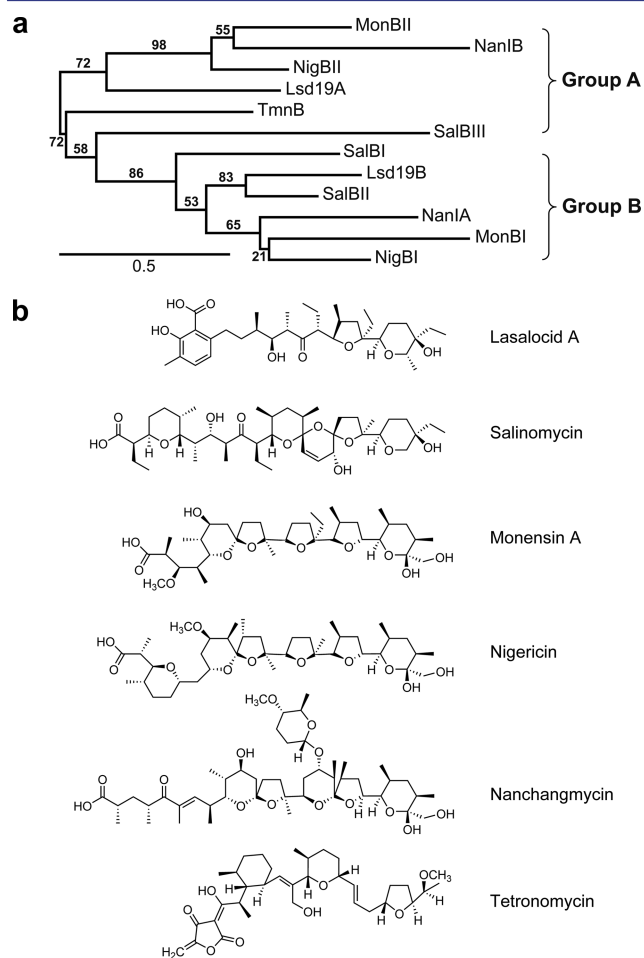 a
55
MonBII
98
NanIB
72
NigBII
Lsd19A
Group A
TmnB
72
SalBIII
58
SalBI
86
83
Lsd19B
SalBII
53
Group B
NanIA
65
MonBI
21
NigBI
0.5
b
HO O
HO
OH O O H O OH
Lasalocid A
O OH O O
HO O H H H O O H O OH
OH
Salinomycin
HO
HO O O O O O H O OH
H3CO OH
Monensin A
H3CO
HO O O O O O O H O OH
OH
Nigericin
H3CO
O
H O
OH
O O
HO O O O O H H O OH
OH
Nanchangmycin
OCH3
HO H H H O H CH3
H
OH H O H
O
H2C O O
Tetronomycin